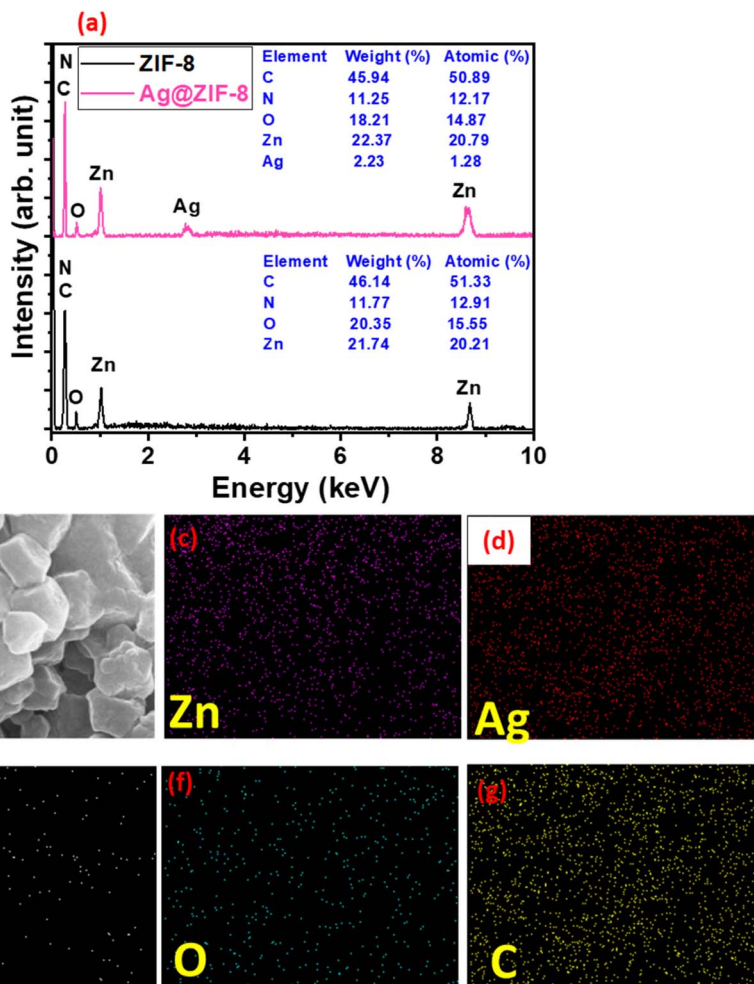 (a)
ZIF-8
Ag@ZIF-8
Element Weight (%) Atomic (%)
C 45.94 50.89
N 11.25 12.17
O 18.21 14.87
Zn 22.37 20.79
Ag 2.23 1.28
N
C
O
Zn
Ag
Zn
Element Weight (%) Atomic (%)
C 46.14 51.33
N 11.77 12.91
O 20.35 15.55
Zn 21.74 20.21
N
C
O
Zn
Zn
Intensity (arb. unit)
0 2 4 6 8 10
Energy (keV)
(c)
Zn
(d)
Ag
(f)
O
(g)
C